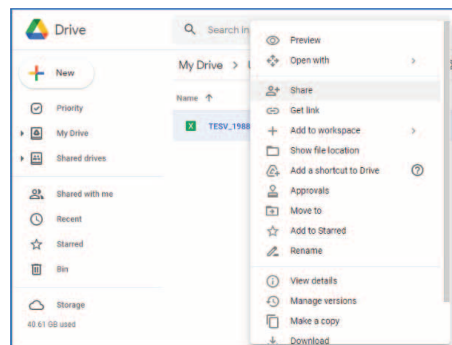 Drive
Search in
New
Priority
My Drive
Shared drives
Shared with me
Recent
Starred
Bin
Storage
40.61 GB used
My Drive >
Name
TESV_1988
Preview
Open with
Share
Get link
Add to workspace
Show file location
Add a shortcut to Drive
Approvals
Move to
Add to Starred
Rename
View details
Manage versions
Make a copy
Download